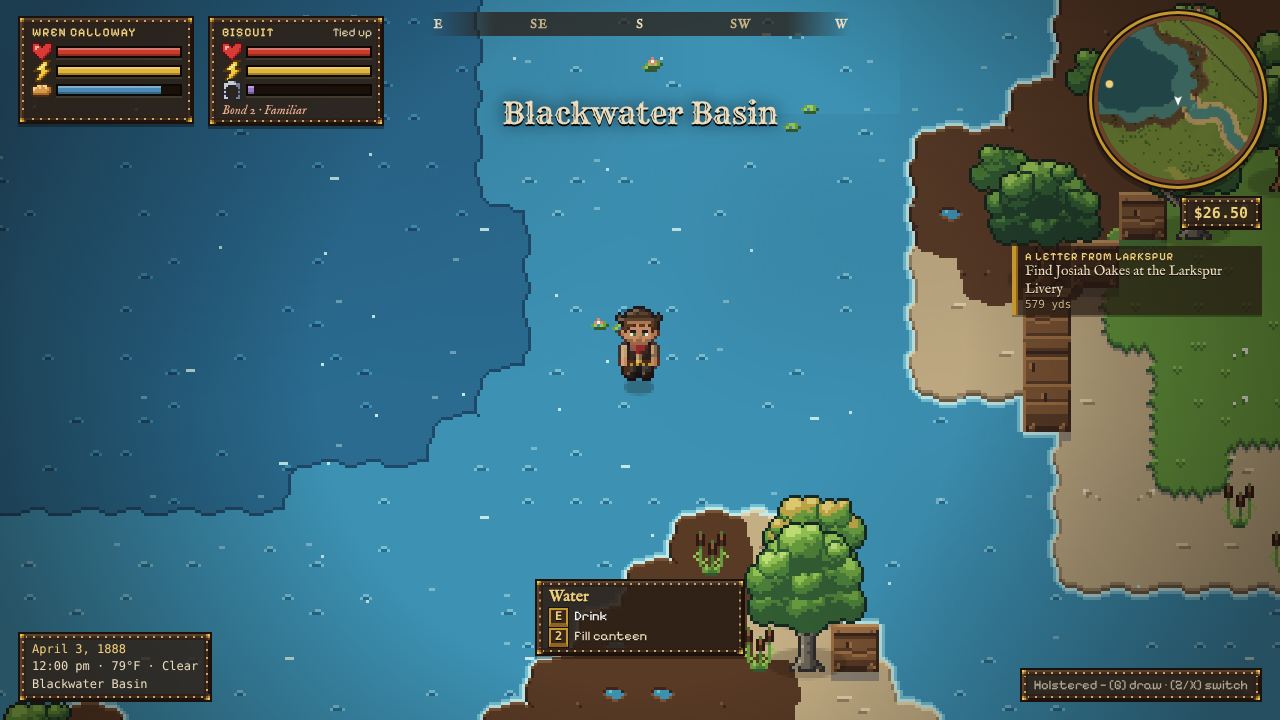 WREN CALLOWAY
BISCUIT Tied up
Bond 2 · Familiar
E SE S SW W
Blackwater Basin
$26.50
A LETTER FROM LARKSPUR
Find Josiah Oakes at the Larkspur
Livery
579 yds
Water
E Drink
2 Fill canteen
April 3, 1888
12:00 pm · 79°F · Clear
Blackwater Basin
Holstered - (G) draw · (Z/X) switch